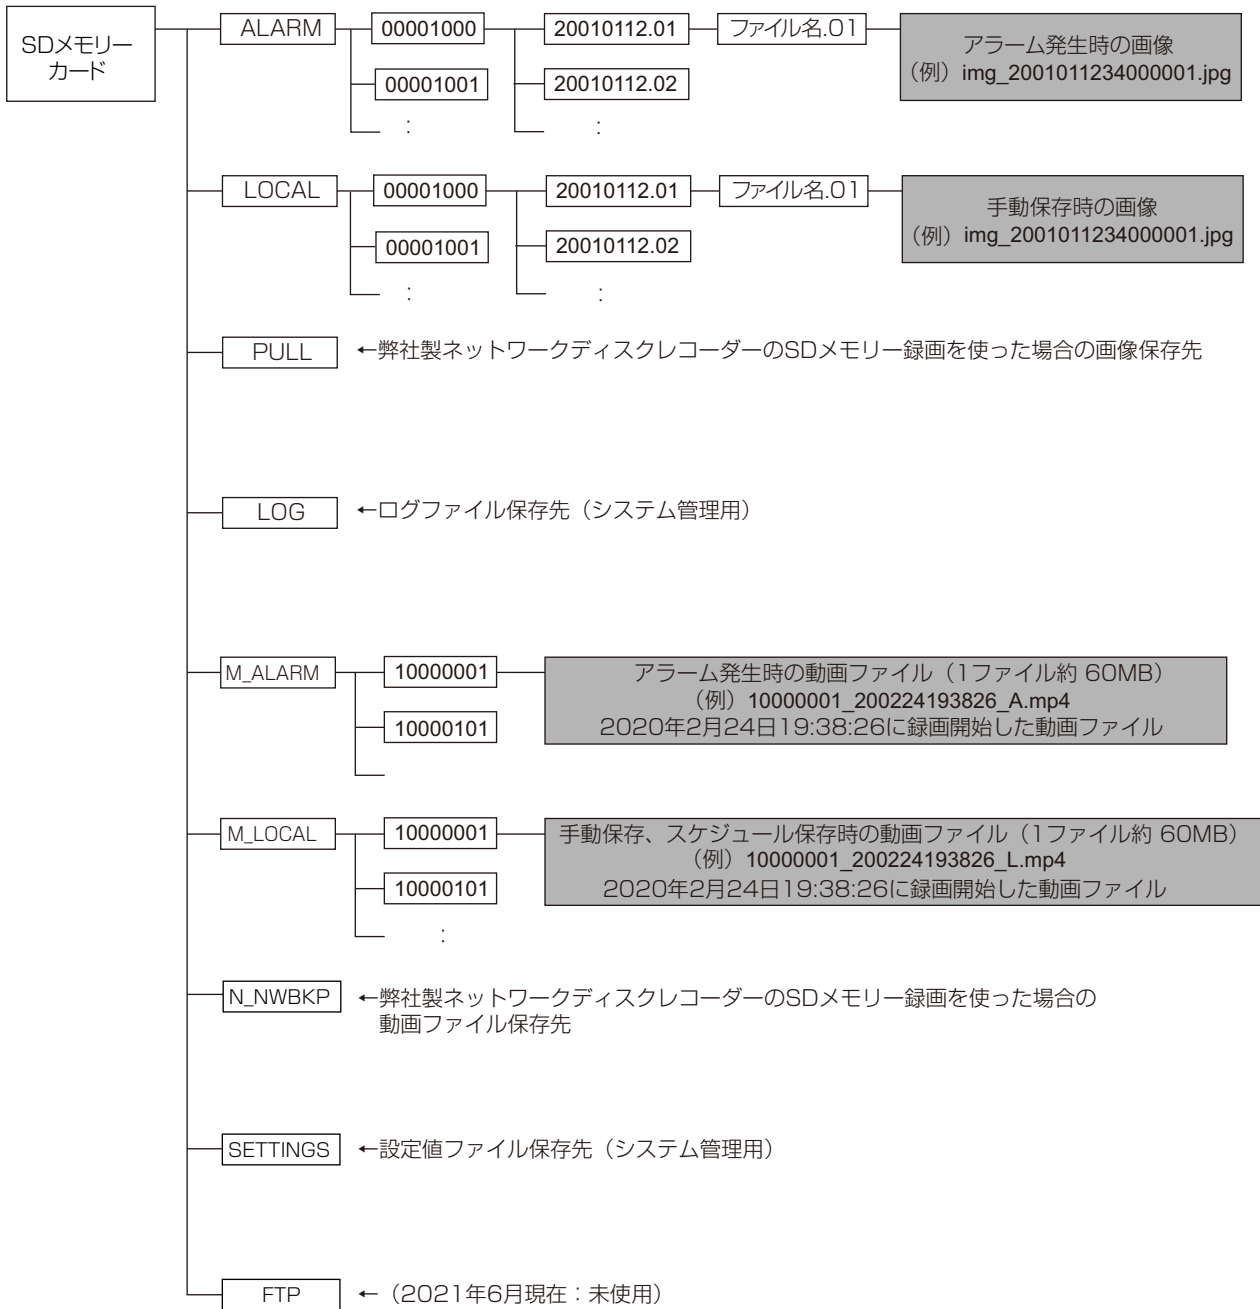 SDメモリー
カード
ALARM
00001000
20010112.01
ファイル名.01
アラーム発生時の画像
（例）img_2001011234000001.jpg
00001001
20010112.02
:
:
LOCAL
00001000
20010112.01
ファイル名.01
手動保存時の画像
（例）img_2001011234000001.jpg
00001001
20010112.02
:
:
PULL
←弊社製ネットワークディスクレコーダーのSDメモリー録画を使った場合の画像保存先
LOG
←ログファイル保存先（システム管理用）
M_ALARM
10000001
アラーム発生時の動画ファイル（1ファイル約 60MB）
（例）10000001_200224193826_A.mp4
2020年2月24日19:38:26に録画開始した動画ファイル
10000101
M_LOCAL
10000001
手動保存、スケジュール保存時の動画ファイル（1ファイル約 60MB）
（例）10000001_200224193826_L.mp4
2020年2月24日19:38:26に録画開始した動画ファイル
10000101
:
N_NWBKP
←弊社製ネットワークディスクレコーダーのSDメモリー録画を使った場合の
動画ファイル保存先
SETTINGS
←設定値ファイル保存先（システム管理用）
FTP
←（2021年6月現在：未使用）